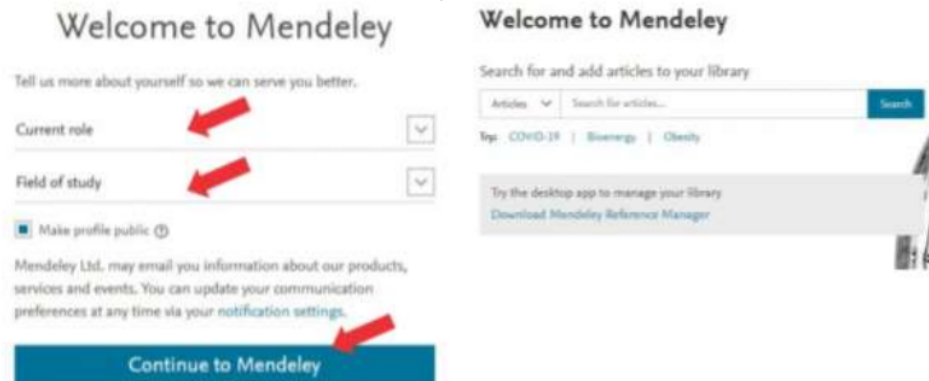 Welcome to Mendeley
Tell us more about yourself so we can serve you better.
Current role
Field of study
Make profile public
Mendeley Ltd. may email you information about our products,
services and events. You can update your communication
preferences at any time via your notification settings.
Continue to Mendeley
Welcome to Mendeley
Search for and add articles to your library
Articles Search for articles... Search
Try: COVID-19 | Bioenergy | Obesity
Try the desktop app to manage your library
Download Mendeley Reference Manager